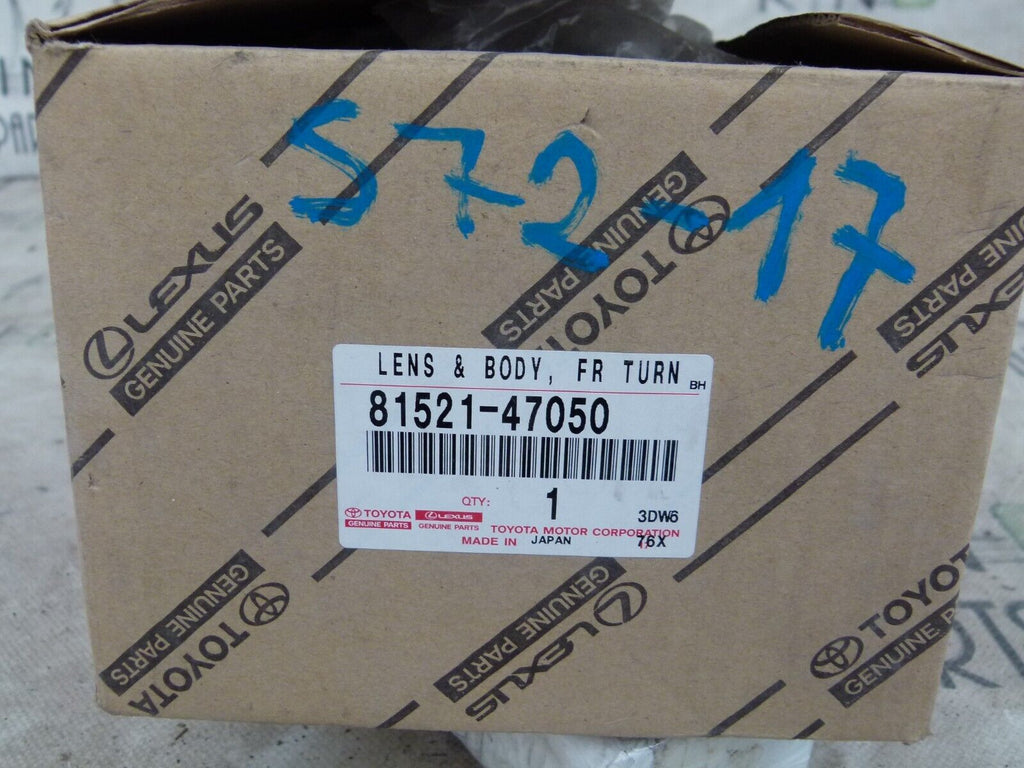 572-17
LEXUS
GENUINE PARTS
GENUINE PARTS
TOYOTA
GENUINE PARTS
LEXUS
LENS & BODY, FR TURN BH
81521-47050
QTY: 1
3DW6
TOYOTA GENUINE PARTS
LEXUS GENUINE PARTS
TOYOTA MOTOR CORPORATION
MADE IN JAPAN 76X
GENUINE PARTS
TOYOTA
GENUINE PARTS
LEXUS
TOYOT
GENUINE P